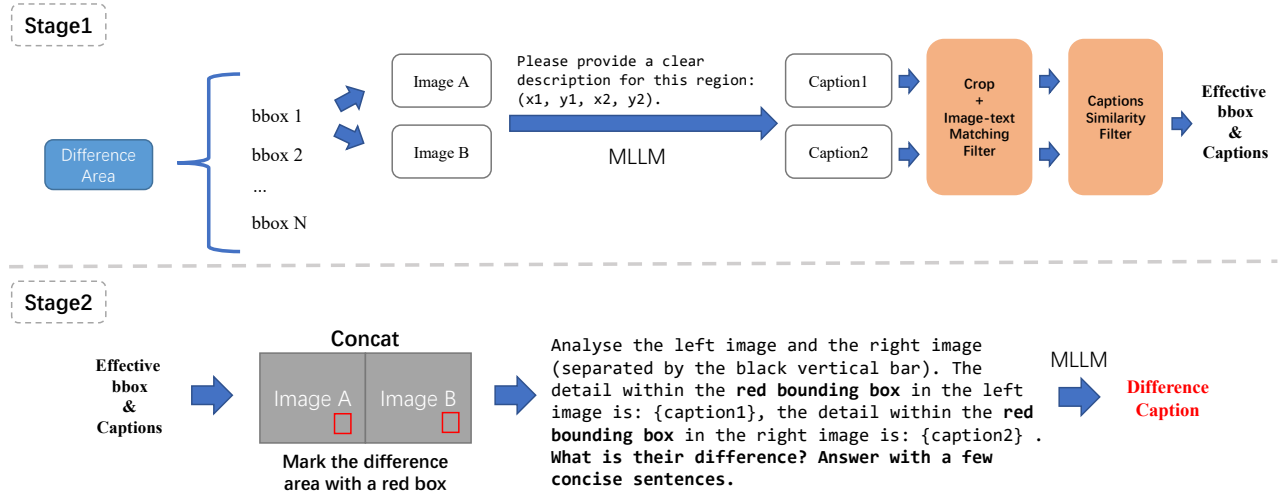 Stage1
Difference
Area
bbox 1
bbox 2
...
bbox N
Image A
Image B
Please provide a clear
description for this region:
(x1, y1, x2, y2).
MLLM
Caption1
Caption2
Crop
+
Image-text
Matching
Filter
Captions
Similarity
Filter
Effective
bbox
&
Captions
Stage2
Effective
bbox
&
Captions
Concat
Image A
Image B
Mark the difference
area with a red box
Analyse the left image and the right image
(separated by the black vertical bar). The
detail within the red bounding box in the left
image is: {caption1}, the detail within the red
bounding box in the right image is: {caption2} .
What is their difference? Answer with a few
concise sentences.
MLLM
Difference
Caption